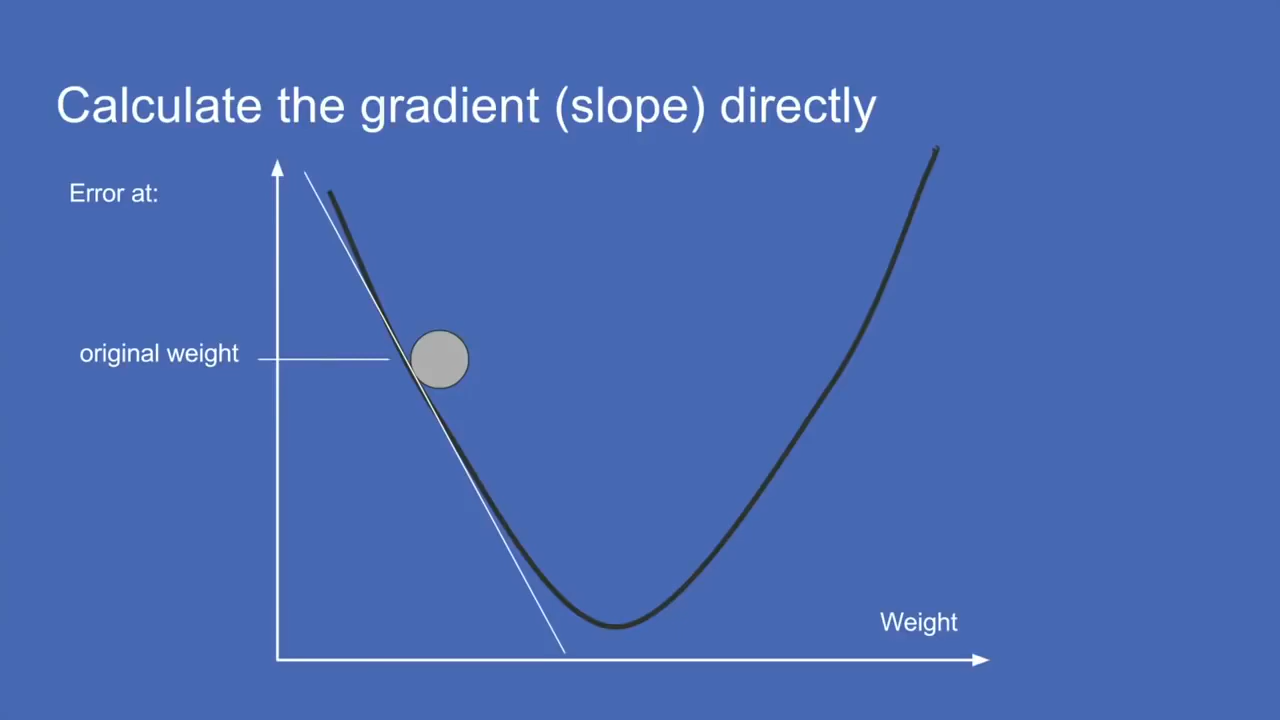 Calculate the gradient (slope) directly
Error at:
original weight
Weight